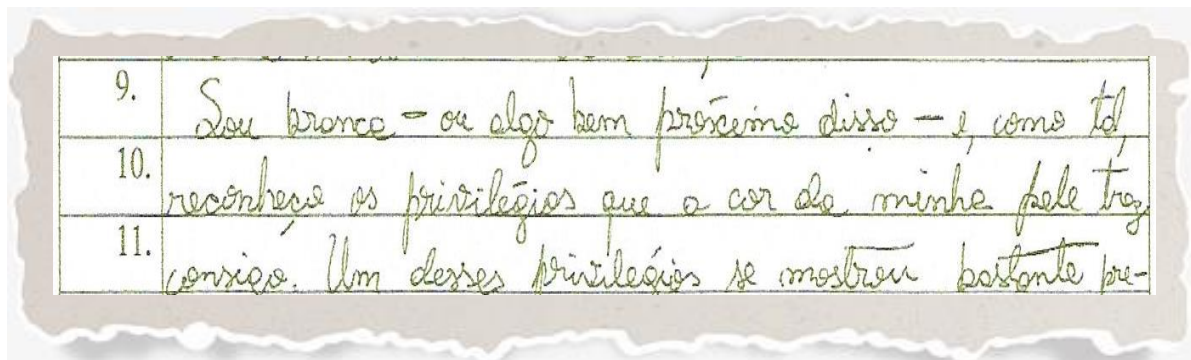 9. Sou branco – ou algo bem próximo disso – e, como tal,
10. reconheço os privilégios que a cor da minha pele traz
11. consigo. Um desses privilégios se mostrou bastante pre-